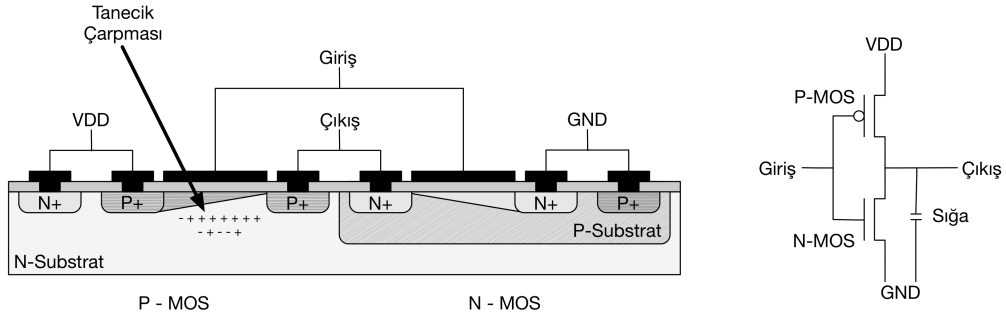 Tanecik
Çarpması
Giriş
VDD
Çıkış
GND
N+
P+
P+
N+
N+
P+
-+++++++
-+--+
P-Substrat
N-Substrat
P - MOS
N - MOS
VDD
P-MOS
Giriş
Çıkış
Sığa
N-MOS
GND